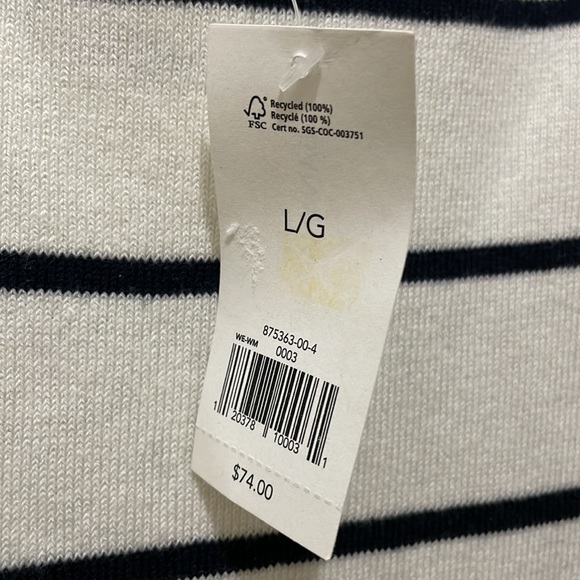 FSC
Recycled (100%)
Recyclé (100 %)
Cert no. SGS-COC-003751
L/G
875363-00-4
WE-WM
0003
1 20378 10003 1
$74.00